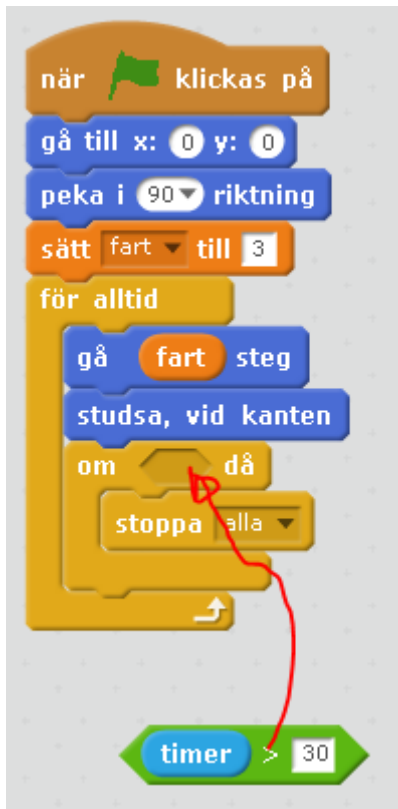 när klickas på
gå till x: 0 y: 0
peka i 90 riktning
sätt fart till 3
för alltid
gå fart steg
studsa, vid kanten
om då
stoppa alla
timer > 30